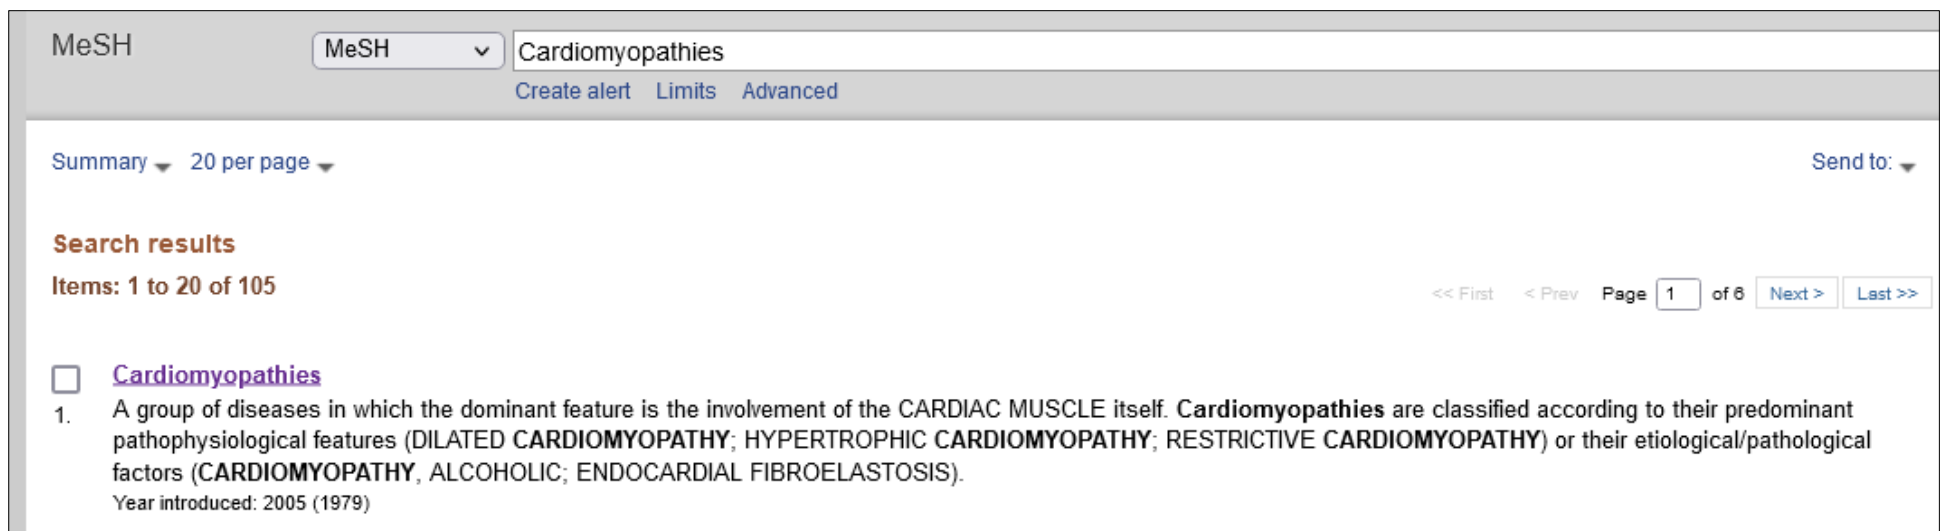 MeSH
MeSH
Cardiomyopathies
Create alert Limits Advanced
Summary 20 per page Send to:
Search results
Items: 1 to 20 of 105
<< First < Prev Page 1 of 6 Next > Last >>
Cardiomyopathies
1. A group of diseases in which the dominant feature is the involvement of the CARDIAC MUSCLE itself. Cardiomyopathies are classified according to their predominant
pathophysiological features (DILATED CARDIOMYOPATHY; HYPERTROPHIC CARDIOMYOPATHY; RESTRICTIVE CARDIOMYOPATHY) or their etiological/pathological
factors (CARDIOMYOPATHY, ALCOHOLIC; ENDOCARDIAL FIBROELASTOSIS).
Year introduced: 2005 (1979)